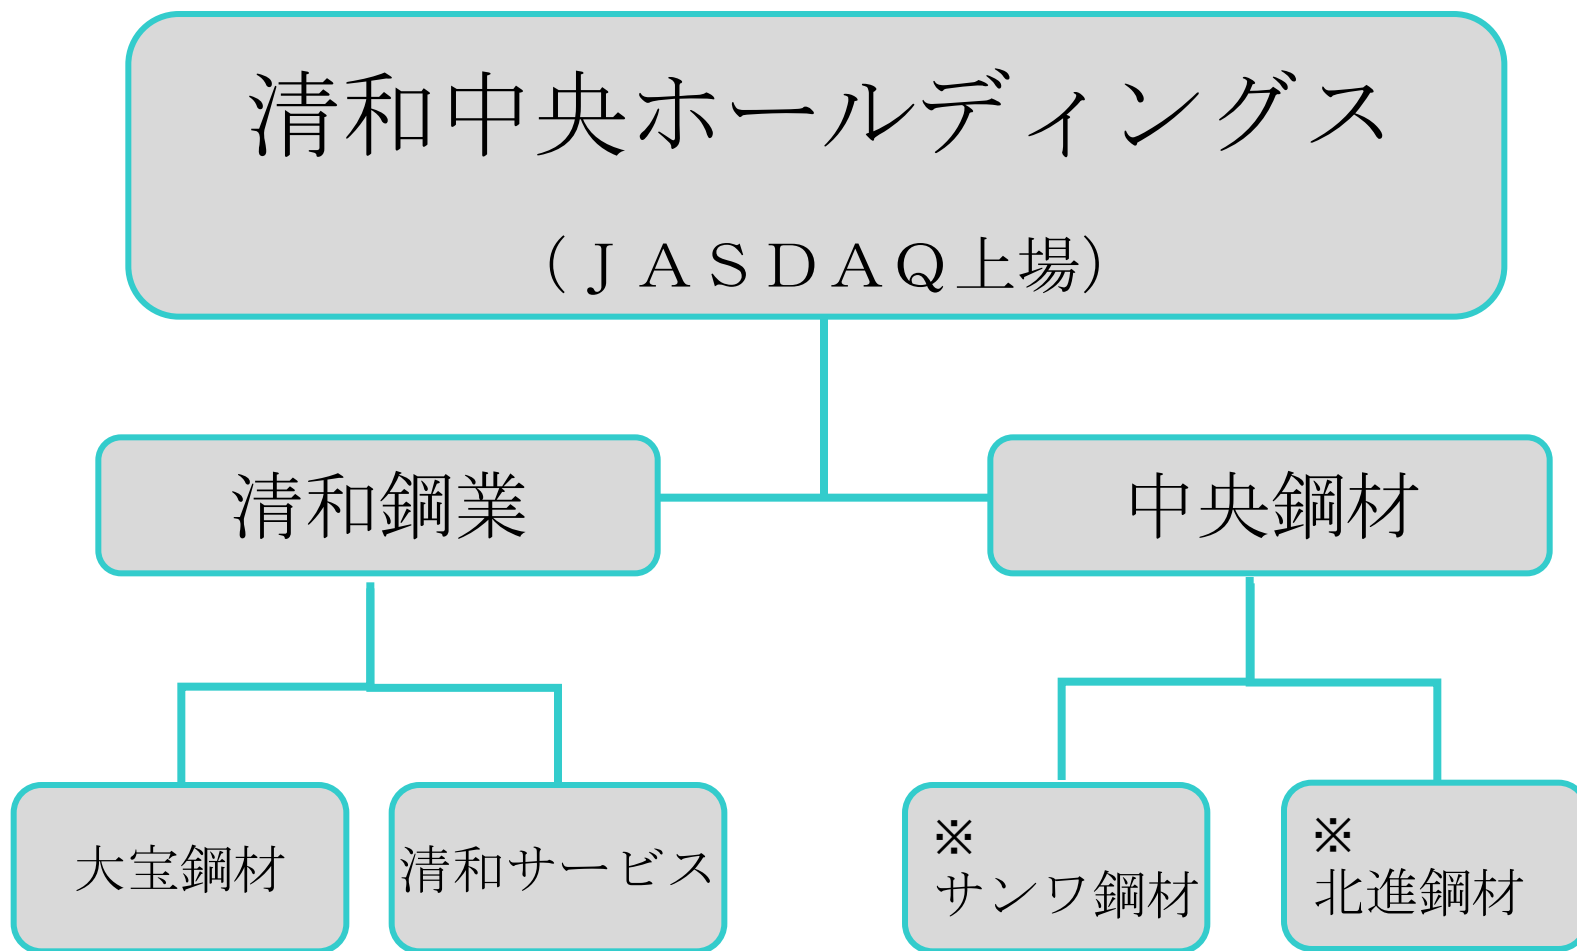 清和中央ホールディングス
（ＪＡＳＤＡＱ上場）
清和鋼業
中央鋼材
大宝鋼材
清和サービス
※
サンワ鋼材
※
北進鋼材